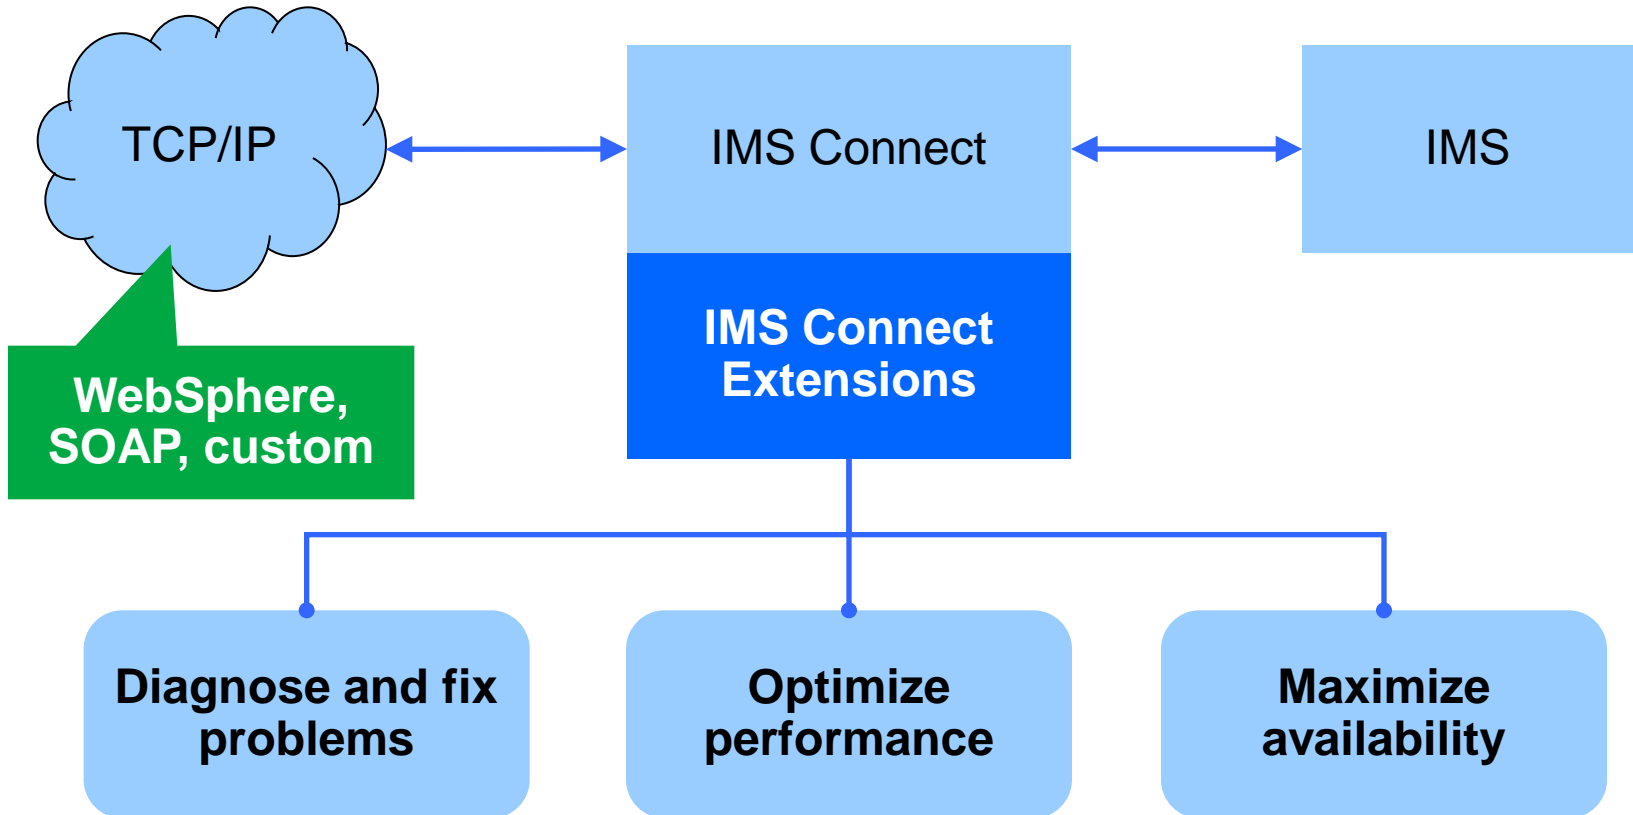 TCP/IP
IMS Connect
IMS
IMS Connect
Extensions
WebSphere,
SOAP, custom
Diagnose and fix
problems
Optimize
performance
Maximize
availability